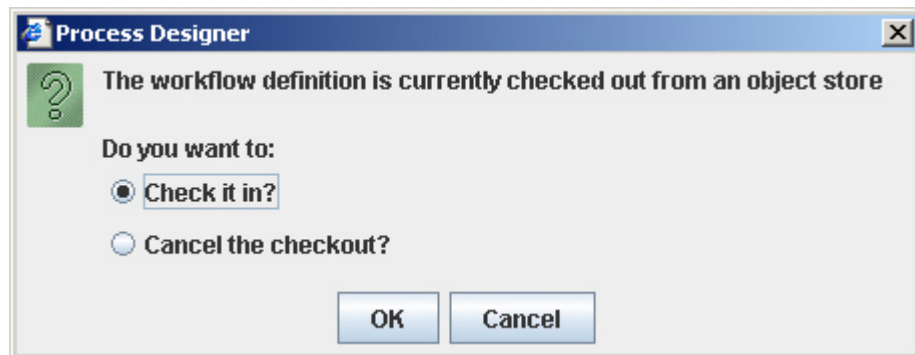 Process Designer
The workflow definition is currently checked out from an object store
Do you want to:
Check it in?
Cancel the checkout?
OK Cancel